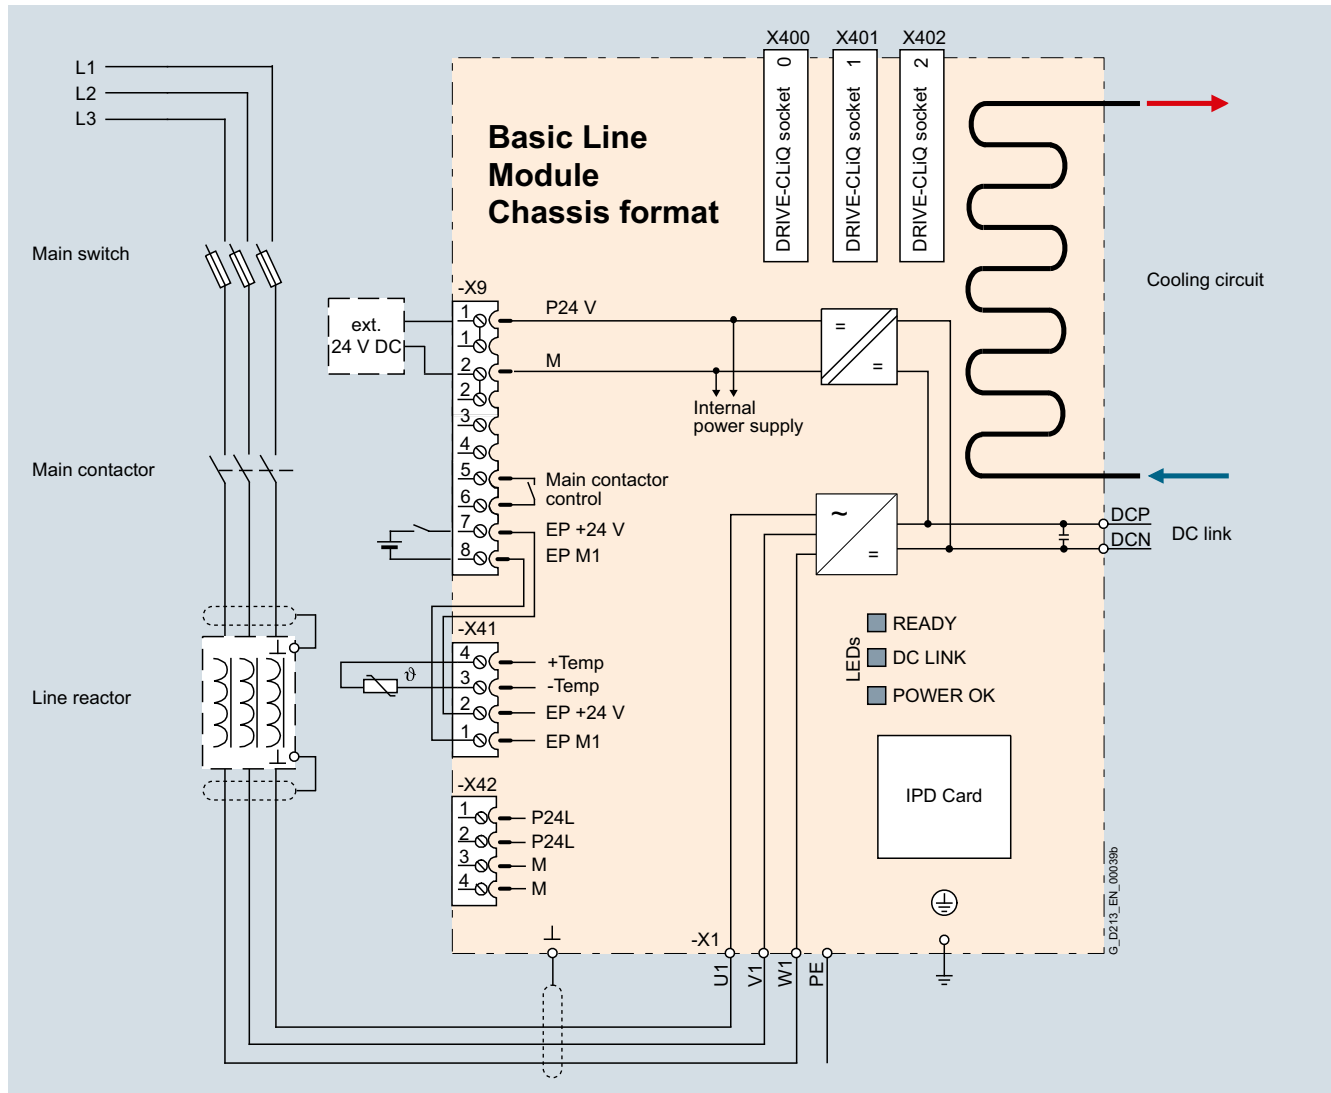 X400 X401 X402
L1
L2
L3
DRIVE-CLiQ socket 0
DRIVE-CLiQ socket 1
DRIVE-CLiQ socket 2
Basic Line
Module
Chassis format
Main switch
Cooling circuit
-X9
ext.
24 V DC
1
1
2
2
3
4
5
6
7
8
P24 V
M
=
=
Internal
power supply
Main contactor
Main contactor
control
EP +24 V
EP M1
~
=
DCP
DCN
DC link
LEDs
READY
DC LINK
POWER OK
-X41
4
3
2
1
+Temp
-Temp
EP +24 V
EP M1
ϑ
Line reactor
-X42
1
2
3
4
P24L
P24L
M
M
IPD Card
G_D213_EN_00039b
-X1
U1
V1
W1
PE